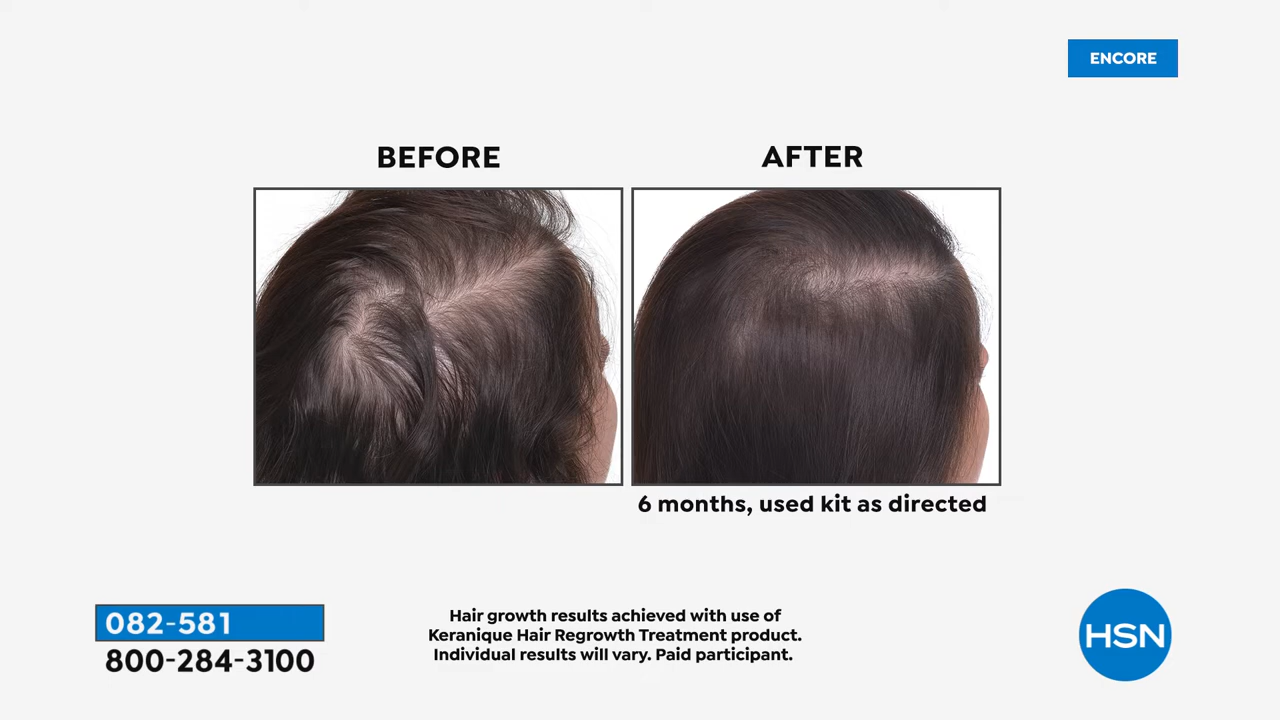 ENCORE
BEFORE
AFTER
6 months, used kit as directed
082-581
800-284-3100
Hair growth results achieved with use of
Keranique Hair Regrowth Treatment product.
Individual results will vary. Paid participant.
HSN